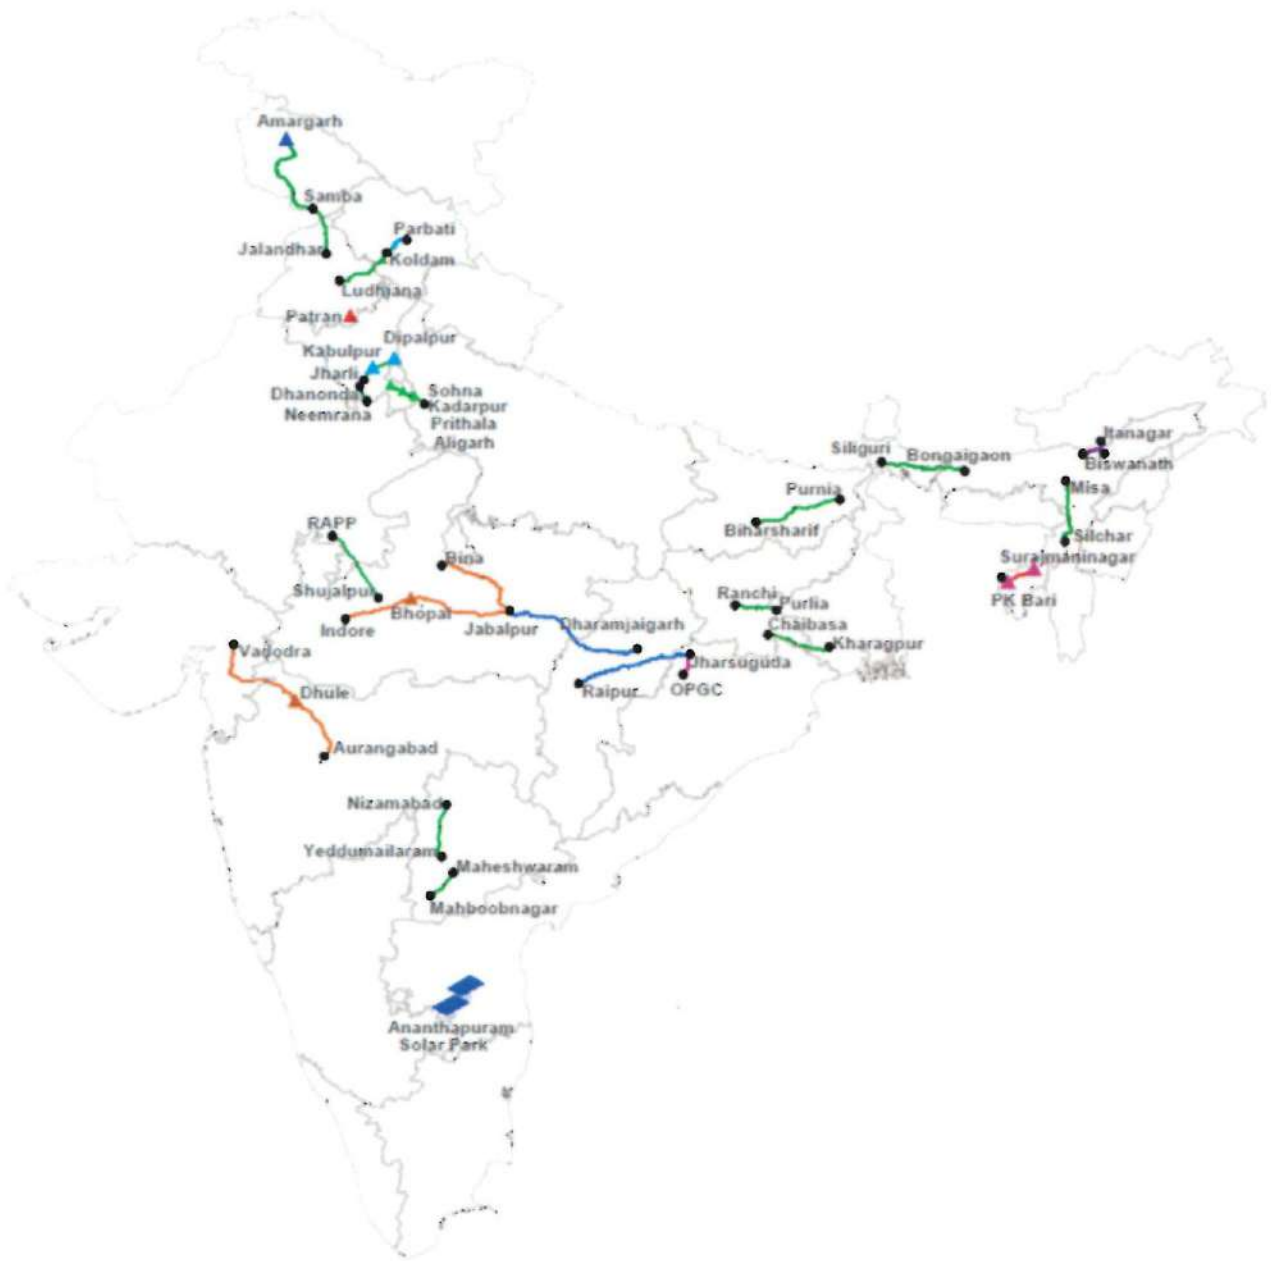 Amargarh
Samba
Parbati
Jalandhar
Koldam
Ludhiana
Patran
Dipalpur
Kabulpur
Jharli
Dhanonda
Sohna
Neemrana
Kadarpur
Prithala
Aligarh
Itanagar
Siliguri
Bongaigaon
Biswanath
Purnia
Misa
RAPP
Biharsharif
Silchar
Bina
Surajmaninagar
Shujalpur
Ranchi
Purlia
PK Bari
Bhopal
Indore
Jabalpur
Dharamjaigarh
Chaibasa
Kharagpur
Vadodra
Jharsuguda
Dhule
Raipur
OPGC
Aurangabad
Nizamabad
Yeddumailaram
Maheshwaram
Mahboobnagar
Ananthapuram
Solar Park